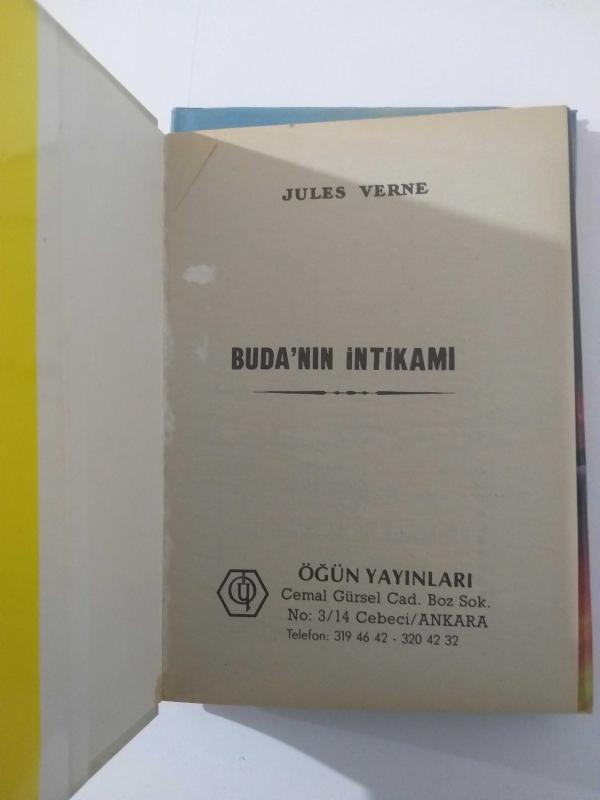 JULES VERNE
BUDA'NIN İNTİKAMI
ÖĞÜN YAYINLARI
Cemal Gürsel Cad. Boz Sok.
No: 3/14 Cebeci/ANKARA
Telefon: 319 46 42 - 320 42 32